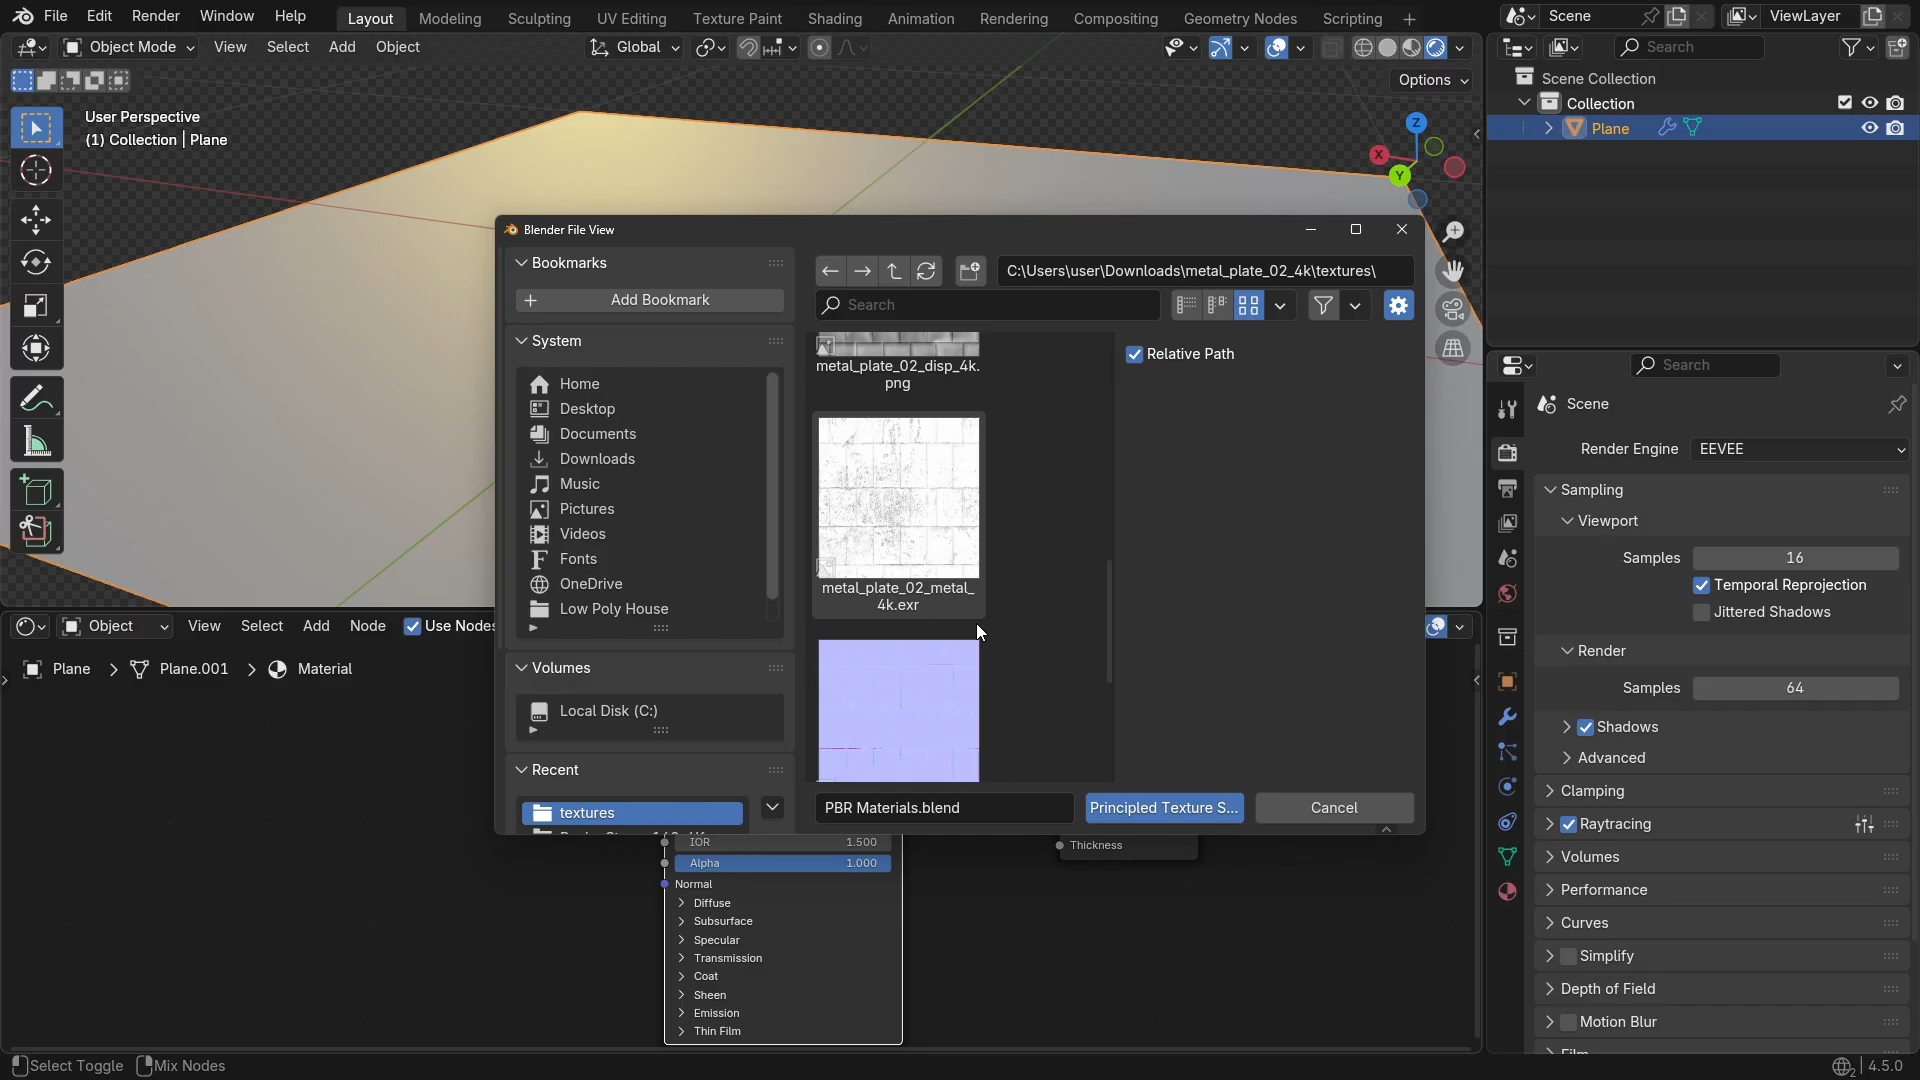 File Edit Render Window Help
Layout Modeling Sculpting UV Editing Texture Paint Shading Animation Rendering Compositing Geometry Nodes Scripting
Scene
ViewLayer
Object Mode View Select Add Object
Global
Search
Options
User Perspective
(1) Collection | Plane
Z
X
Y
Scene Collection
Collection
Plane
Blender File View
Bookmarks
Add Bookmark
System
Home
Desktop
Documents
Downloads
Music
Pictures
Videos
Fonts
OneDrive
Low Poly House
Volumes
Local Disk (C:)
Recent
textures
C:\Users\user\Downloads\metal_plate_02_4k\textures\
Search
metal_plate_02_disp_4k.
png
metal_plate_02_metal_
4k.exr
Relative Path
PBR Materials.blend
Principled Texture S...
Cancel
Object View Select Add Node Use Nodes
Plane Plane.001 Material
IOR 1.500
Alpha 1.000
Normal
Diffuse
Subsurface
Specular
Transmission
Coat
Sheen
Emission
Thin Film
Thickness
Search
Scene
Render Engine EEVEE
Sampling
Viewport
Samples 16
Temporal Reprojection
Jittered Shadows
Render
Samples 64
Shadows
Advanced
Clamping
Raytracing
Volumes
Performance
Curves
Simplify
Depth of Field
Motion Blur
Film
Select Toggle Mix Nodes
2 4.5.0